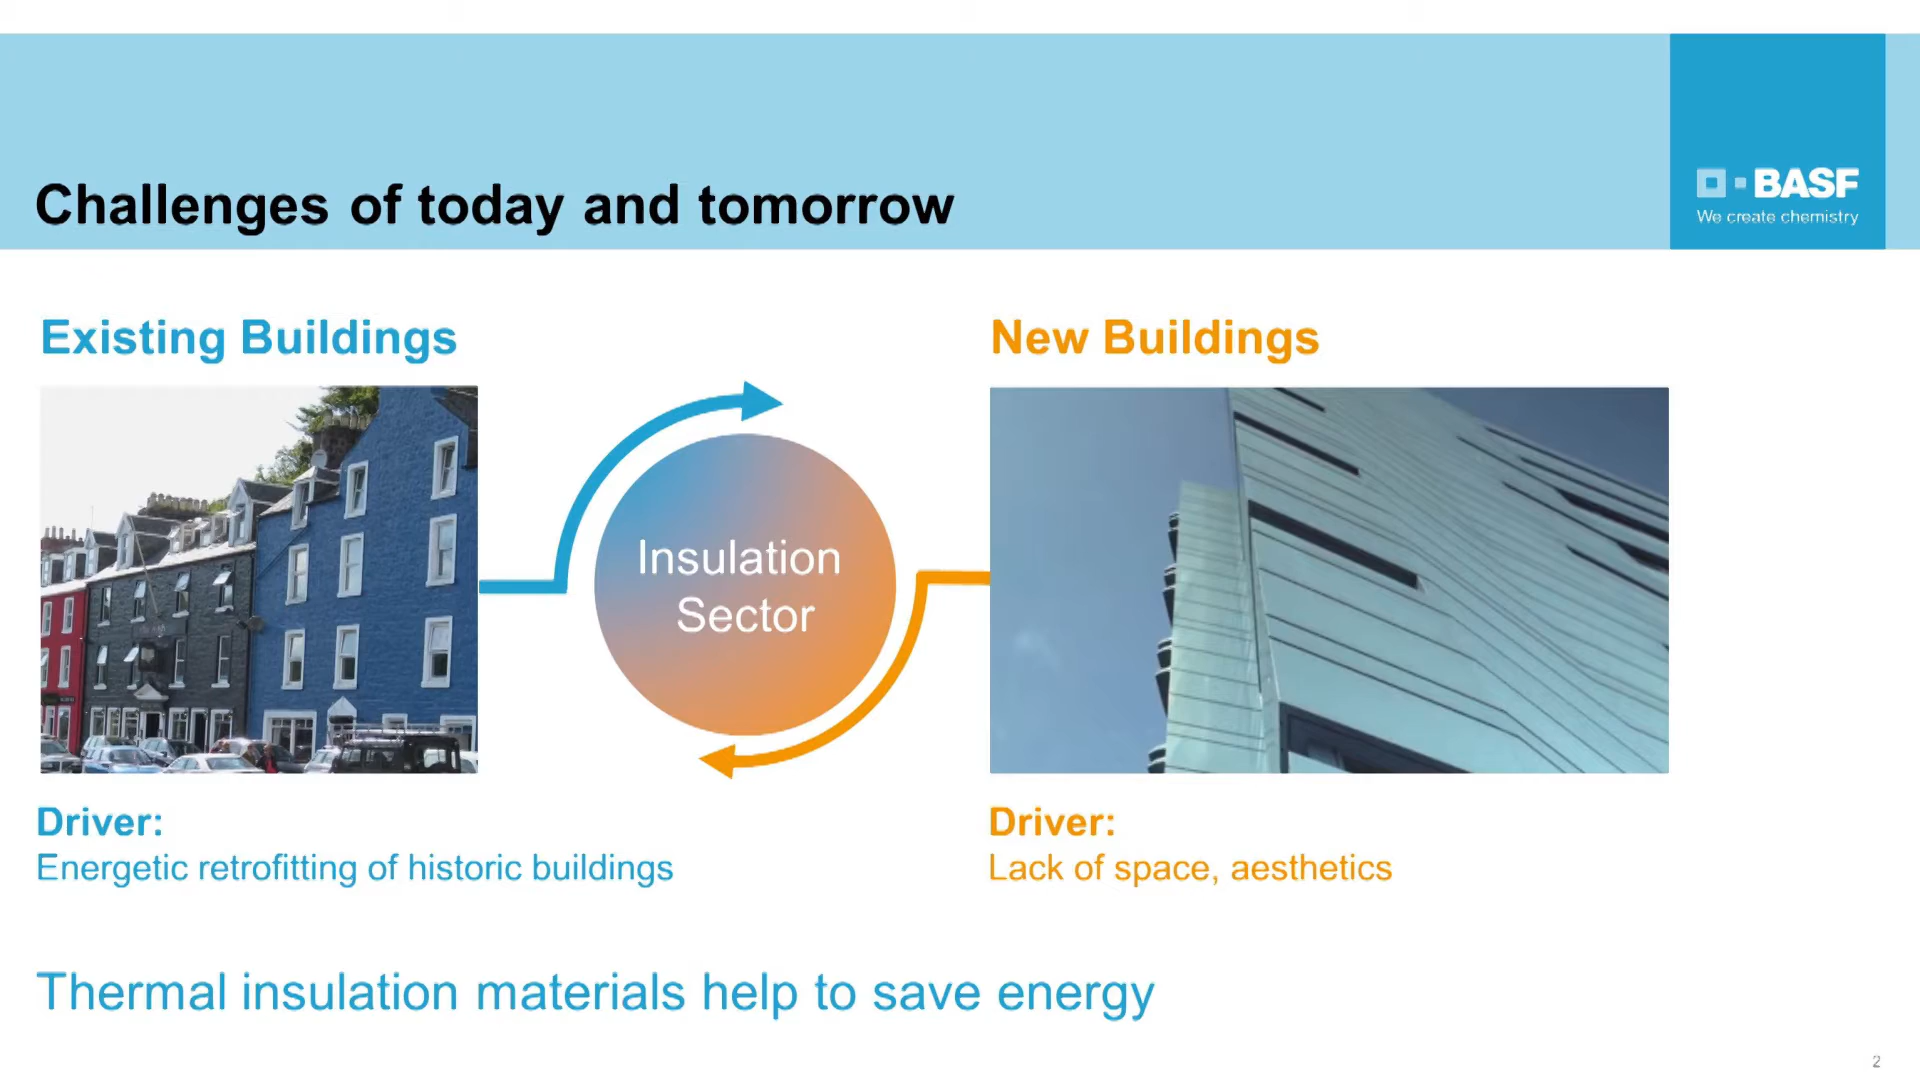 Challenges of today and tomorrow
BASF
We create chemistry
Existing Buildings
New Buildings
Insulation
Sector
Driver:
Energetic retrofitting of historic buildings
Driver:
Lack of space, aesthetics
Thermal insulation materials help to save energy
2